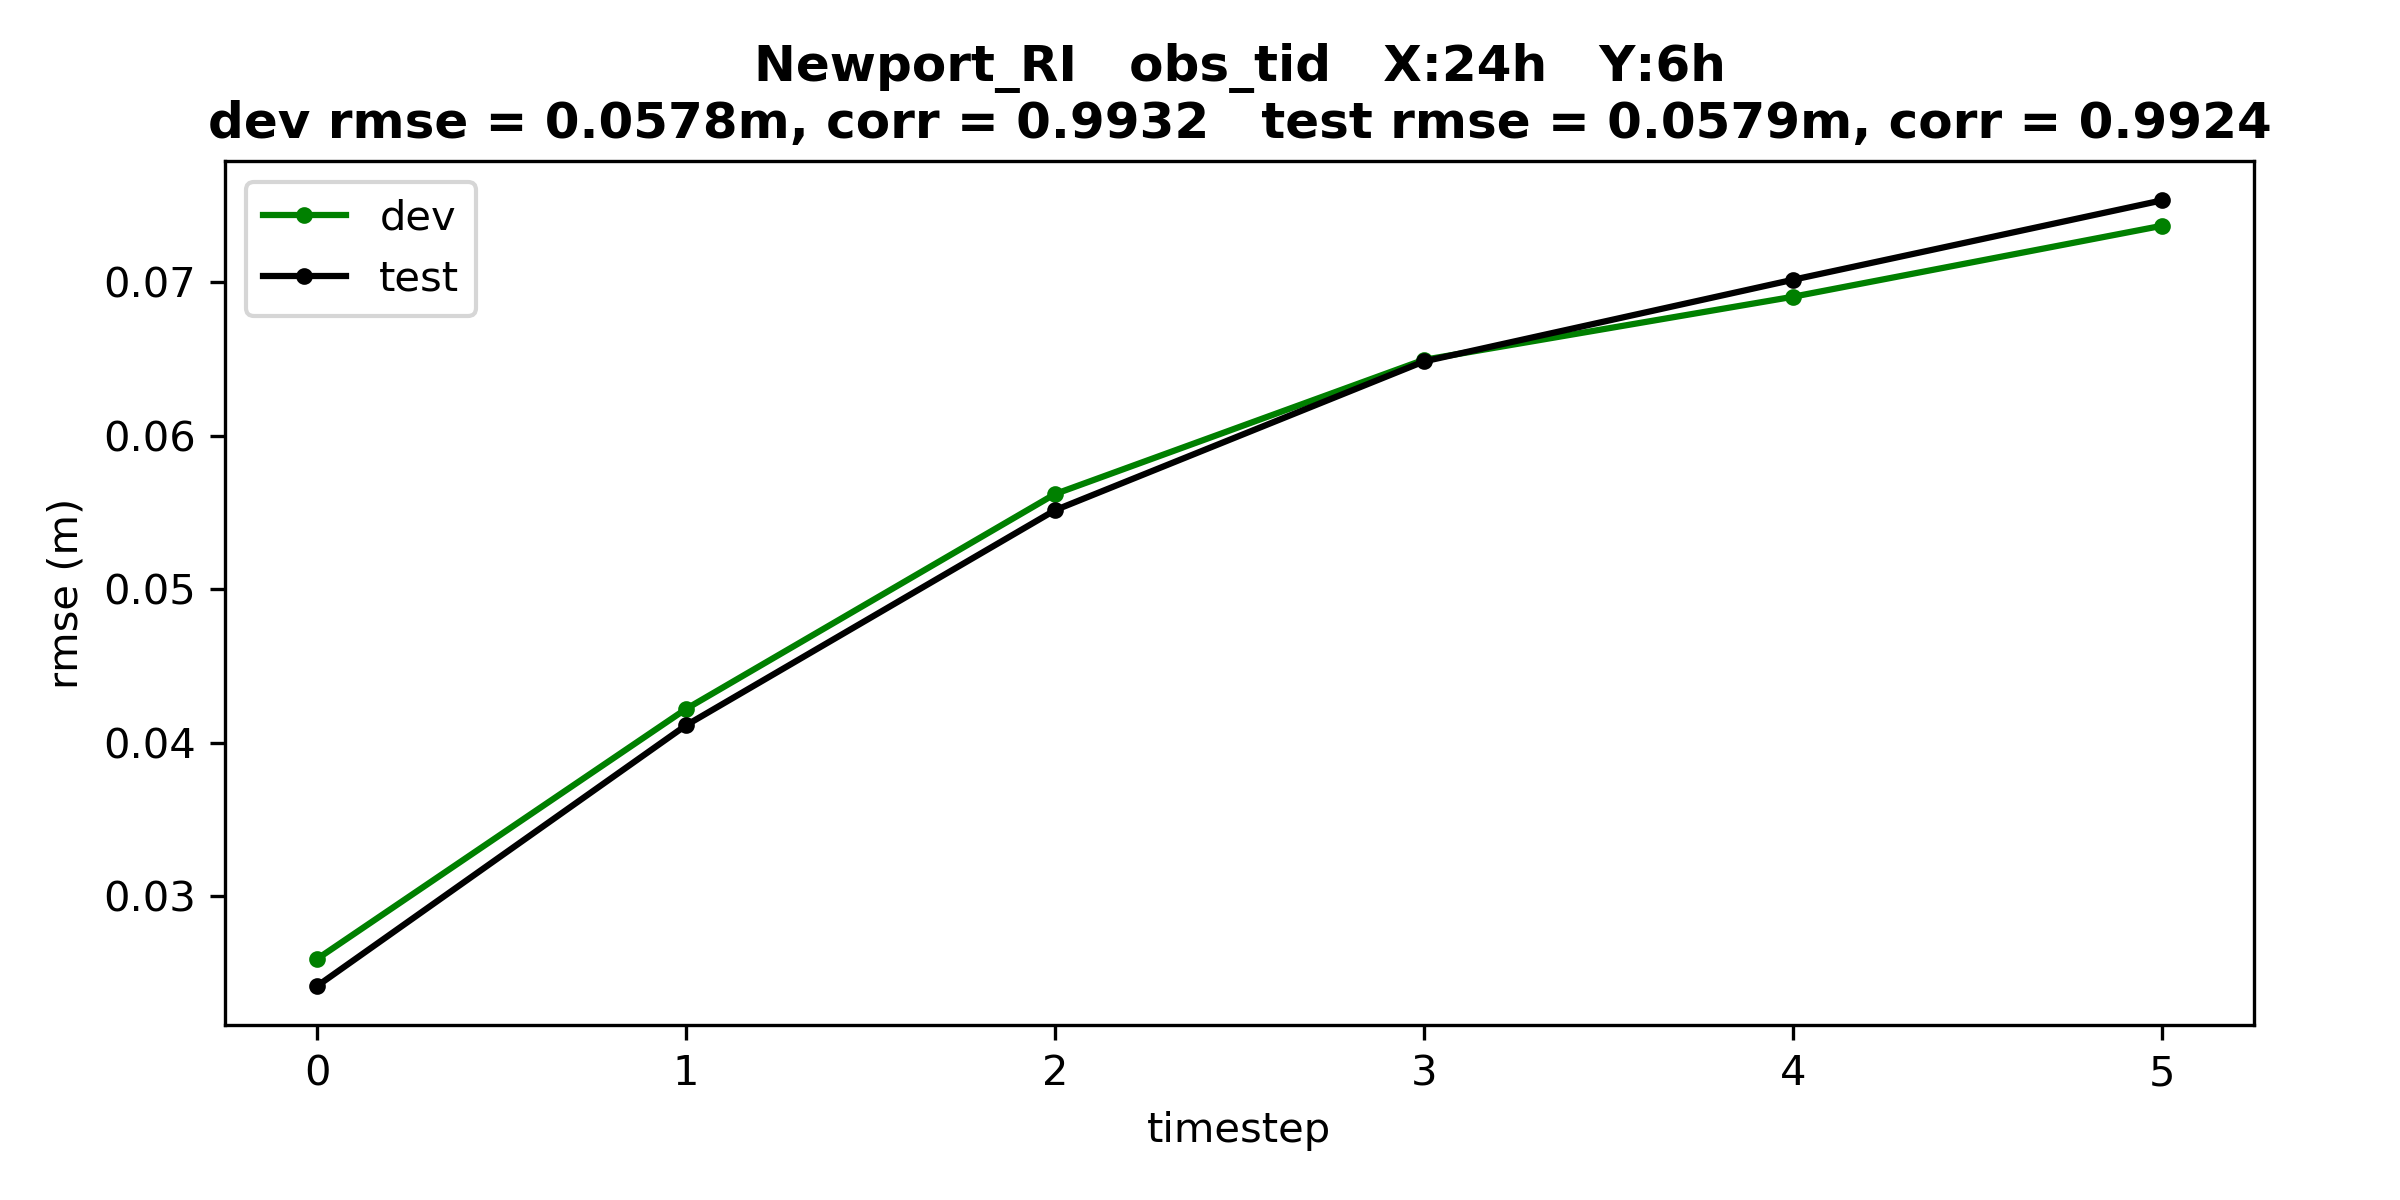 Newport_RI   obs_tid   X:24h   Y:6h
dev rmse = 0.0578m, corr = 0.9932   test rmse = 0.0579m, corr = 0.9924
dev
test
0.07
0.06
0.05
0.04
0.03
rmse (m)
0 1 2 3 4 5
timestep